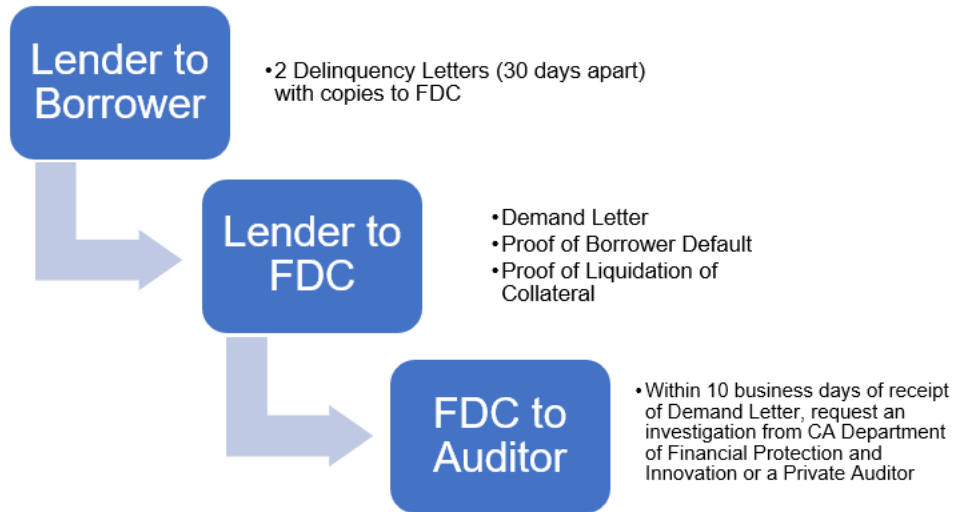 Lender to
Borrower
•2 Delinquency Letters (30 days apart)
with copies to FDC
Lender to
FDC
•Demand Letter
•Proof of Borrower Default
•Proof of Liquidation of
Collateral
FDC to
Auditor
•Within 10 business days of receipt
of Demand Letter, request an
investigation from CA Department
of Financial Protection and
Innovation or a Private Auditor